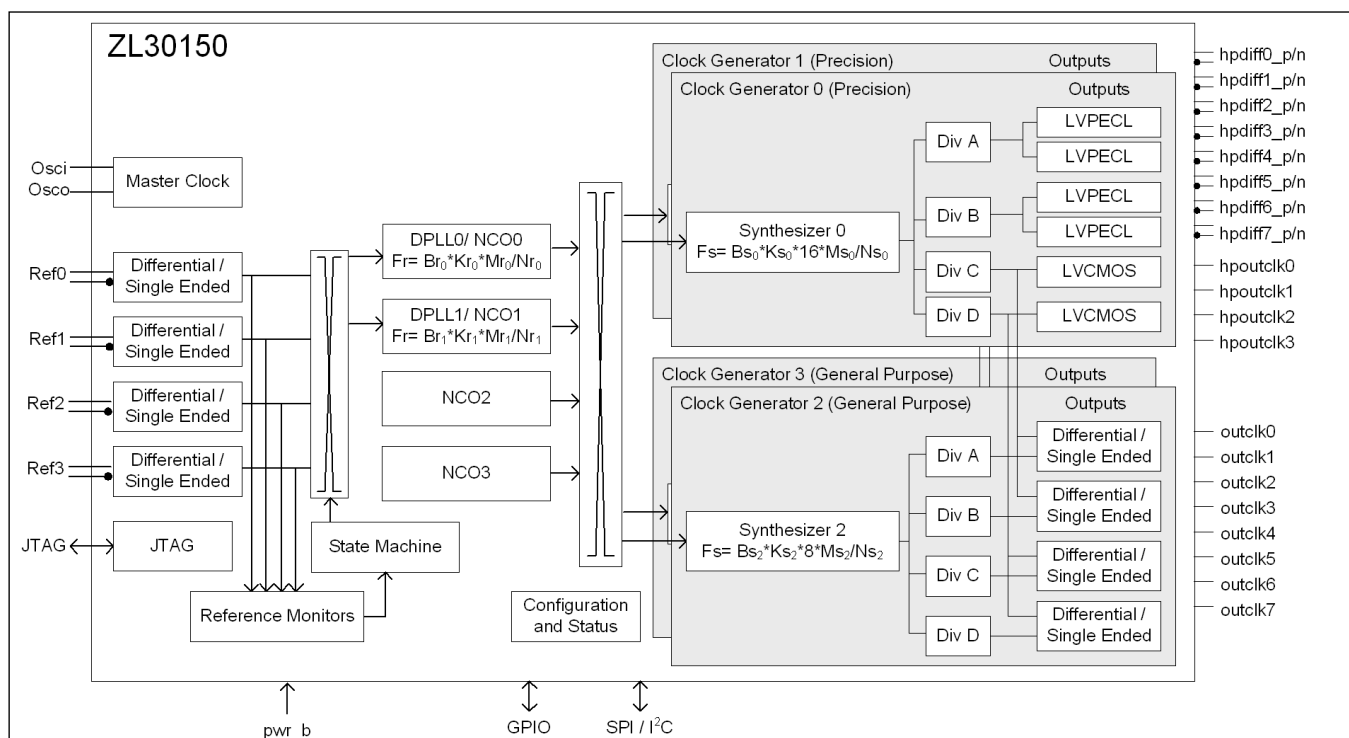 ZL30150
Osci
Osco
Master Clock
Ref0
Differential /
Single Ended
Ref1
Differential /
Single Ended
Ref2
Differential /
Single Ended
Ref3
Differential /
Single Ended
JTAG
JTAG
State Machine
Reference Monitors
DPLL0/ NCO0
Fr= Br₀*Kr₀*Mr₀/Nr₀
DPLL1/ NCO1
Fr= Br₁*Kr₁*Mr₁/Nr₁
NCO2
NCO3
Configuration
and Status
pwr_b
GPIO
SPI / I²C
Clock Generator 1 (Precision)
Outputs
Clock Generator 0 (Precision)
Outputs
Synthesizer 0
Fs= Bs₀*Ks₀*16*Ms₀/Ns₀
Div A
LVPECL
LVPECL
Div B
LVPECL
LVPECL
Div C
LVCMOS
Div D
LVCMOS
Clock Generator 3 (General Purpose)
Outputs
Clock Generator 2 (General Purpose)
Outputs
Synthesizer 2
Fs= Bs₂*Ks₂*8*Ms₂/Ns₂
Div A
Differential /
Single Ended
Div B
Differential /
Single Ended
Div C
Differential /
Single Ended
Div D
Differential /
Single Ended
hpdiff0_p/n
hpdiff1_p/n
hpdiff2_p/n
hpdiff3_p/n
hpdiff4_p/n
hpdiff5_p/n
hpdiff6_p/n
hpdiff7_p/n
hpoutclk0
hpoutclk1
hpoutclk2
hpoutclk3
outclk0
outclk1
outclk2
outclk3
outclk4
outclk5
outclk6
outclk7